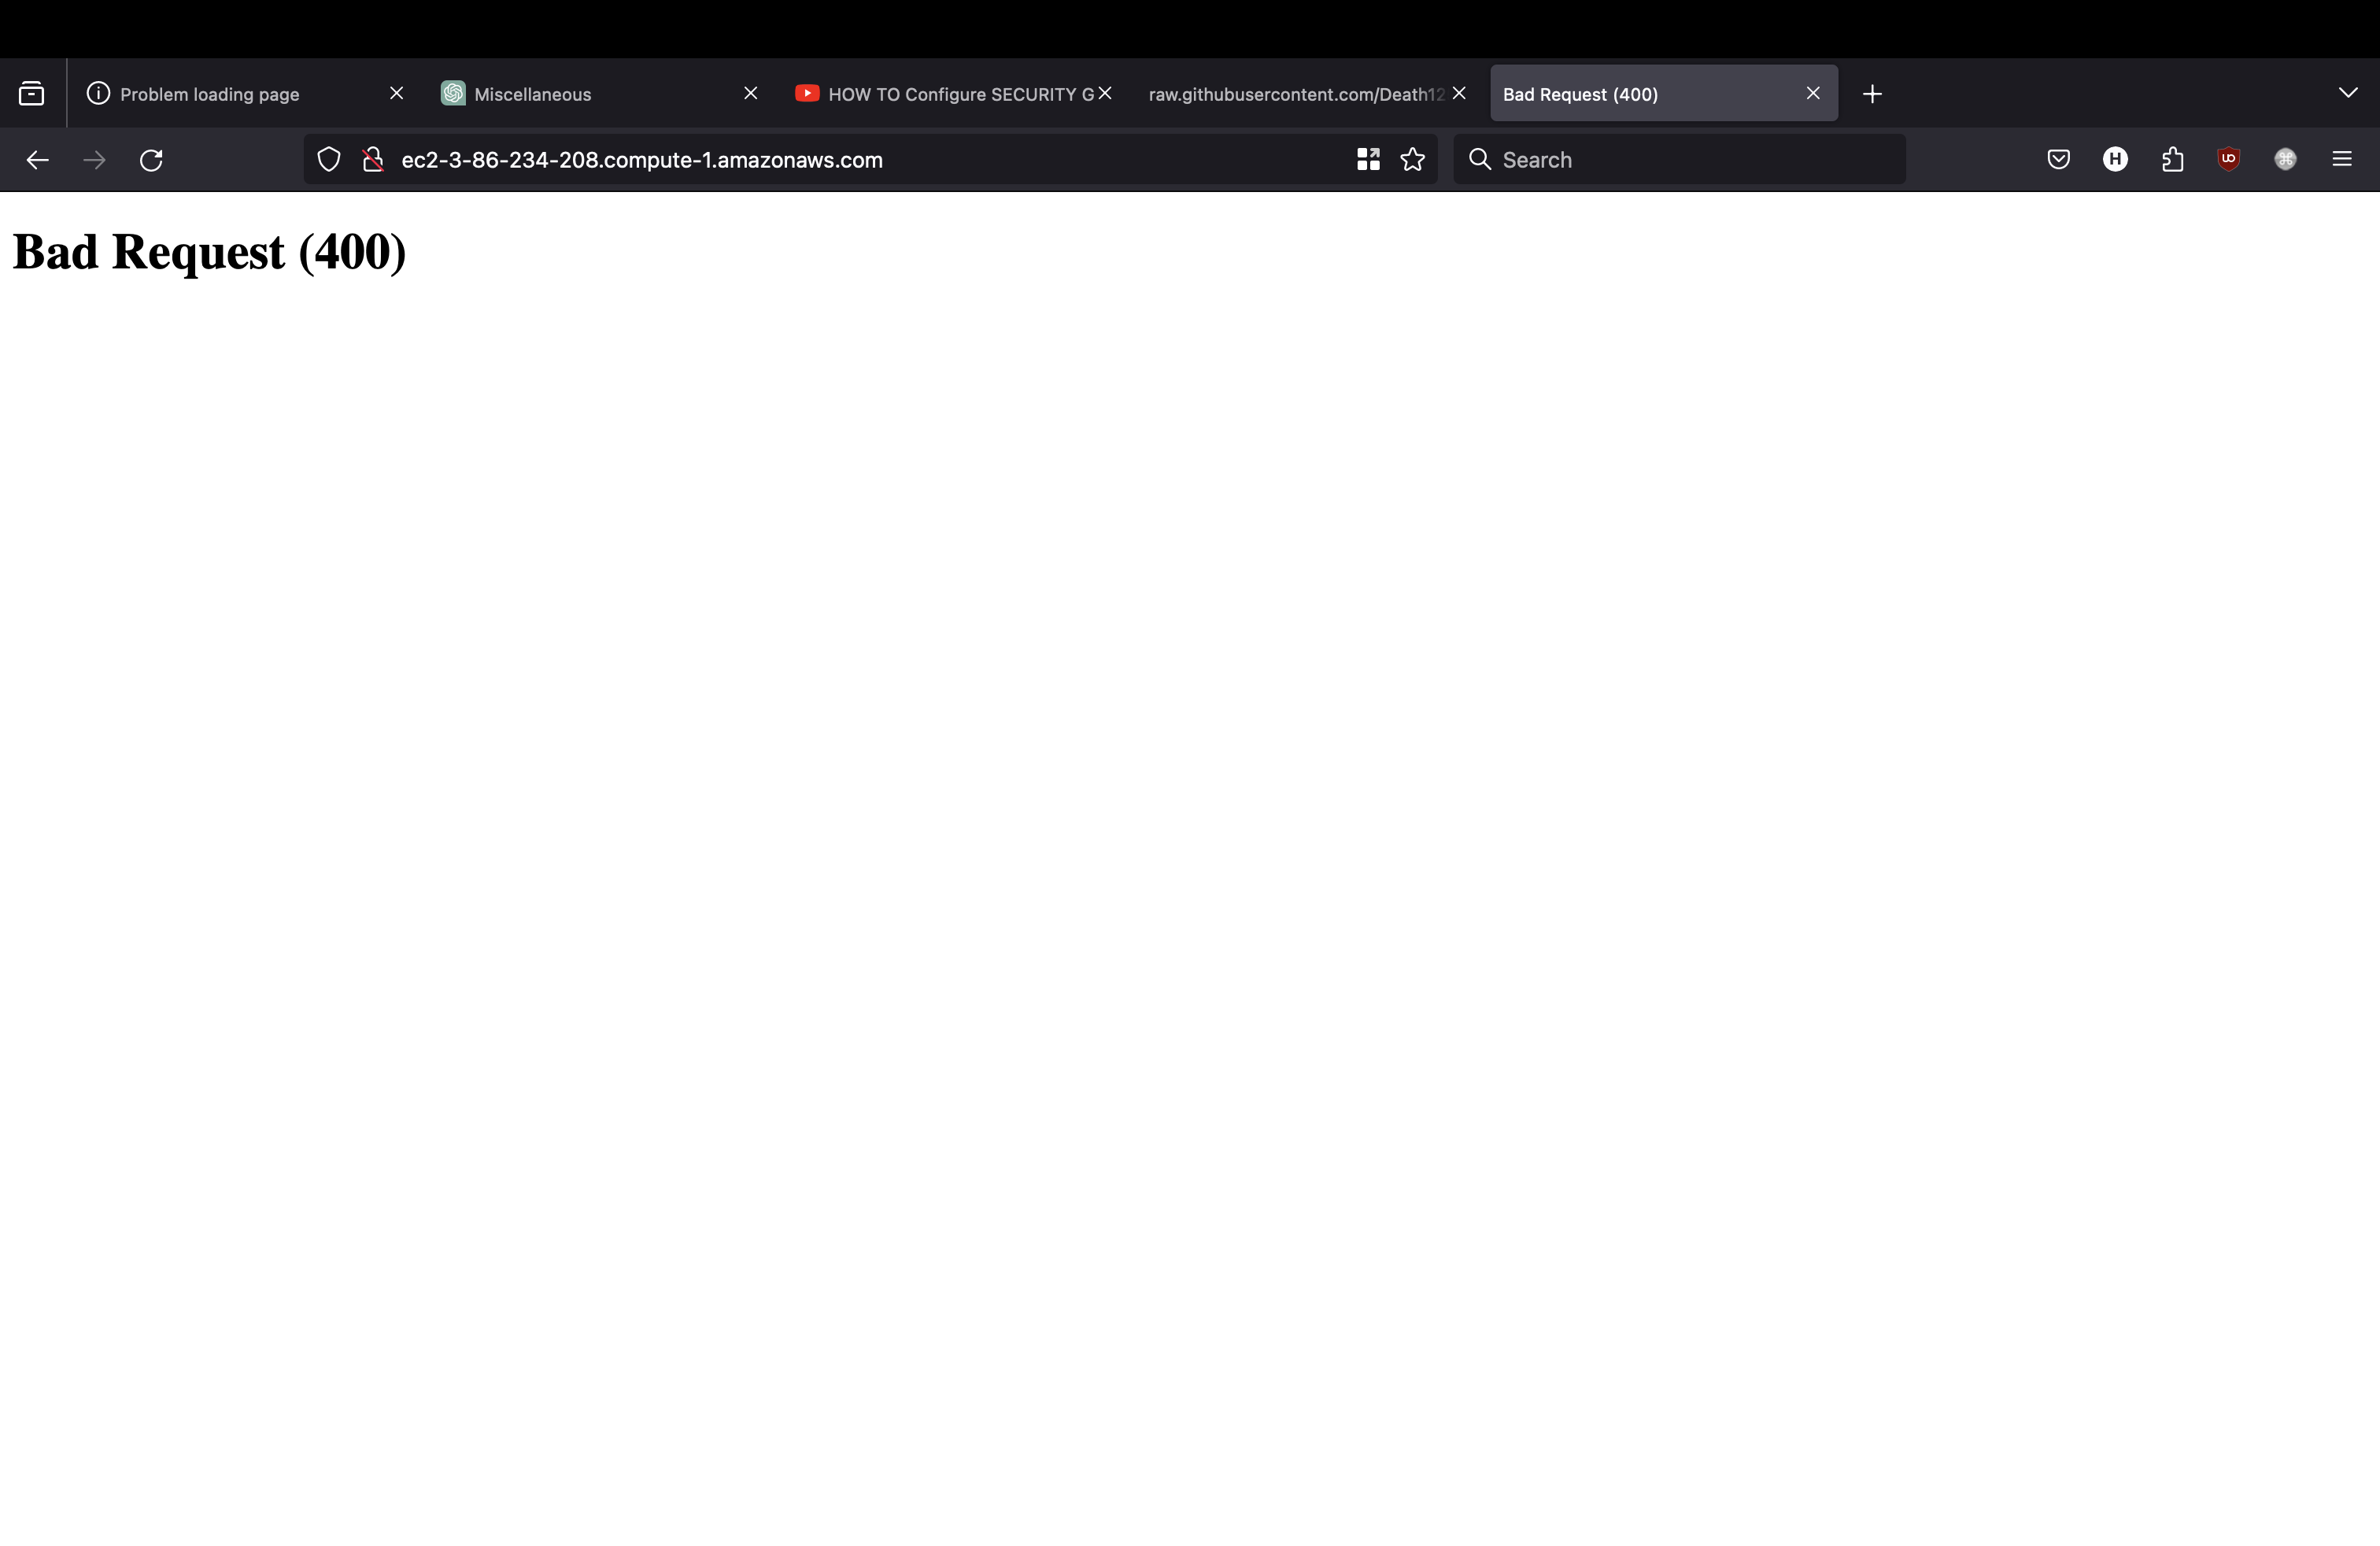 Problem loading page
Miscellaneous
HOW TO Configure SECURITY G
raw.githubusercontent.com/Death12
Bad Request (400)
ec2-3-86-234-208.compute-1.amazonaws.com
Search
H
UO
Bad Request (400)